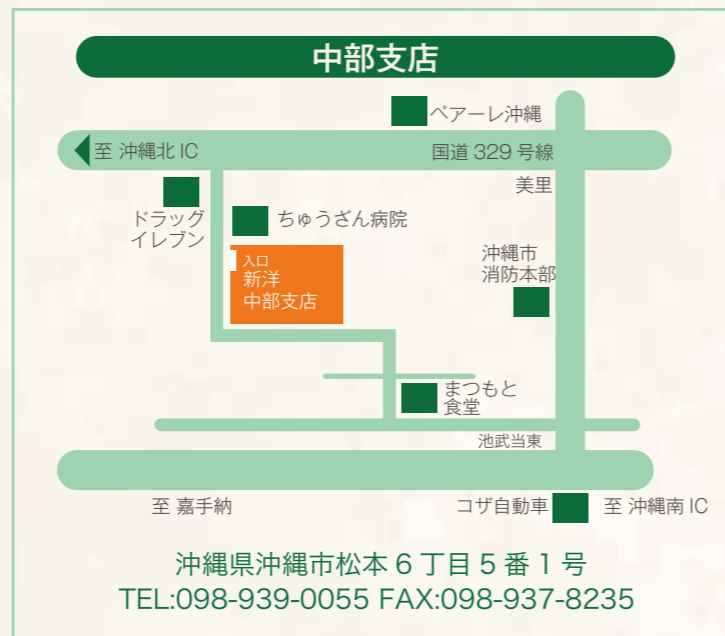 中部支店
ペアーレ沖縄
至 沖縄北 IC
国道 329 号線
美里
ドラッグ
イレブン
ちゅうざん病院
入口
新洋
中部支店
沖縄市
消防本部
まつもと
食堂
池武当東
至 嘉手納
コザ自動車
至 沖縄南 IC
沖縄県沖縄市松本 6 丁目 5 番 1 号
TEL:098-939-0055 FAX:098-937-8235